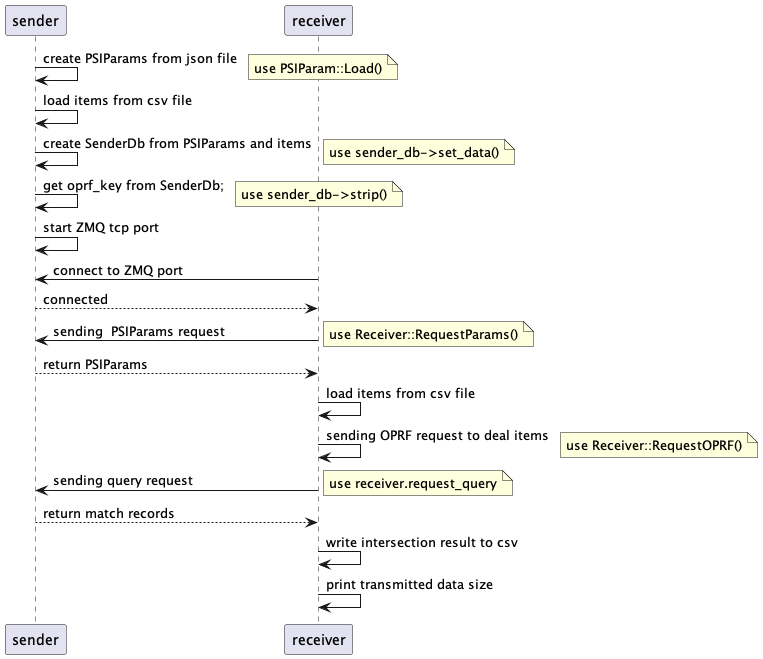 sender
receiver
create PSIParams from json file
use PSIParam::Load()
load items from csv file
create SenderDb from PSIParams and items
use sender_db->set_data()
get oprf_key from SenderDb;
use sender_db->strip()
start ZMQ tcp port
connect to ZMQ port
connected
sending  PSIParams request
use Receiver::RequestParams()
return PSIParams
load items from csv file
sending OPRF request to deal items
use Receiver::RequestOPRF()
sending query request
use receiver.request_query
return match records
write intersection result to csv
print transmitted data size
sender
receiver